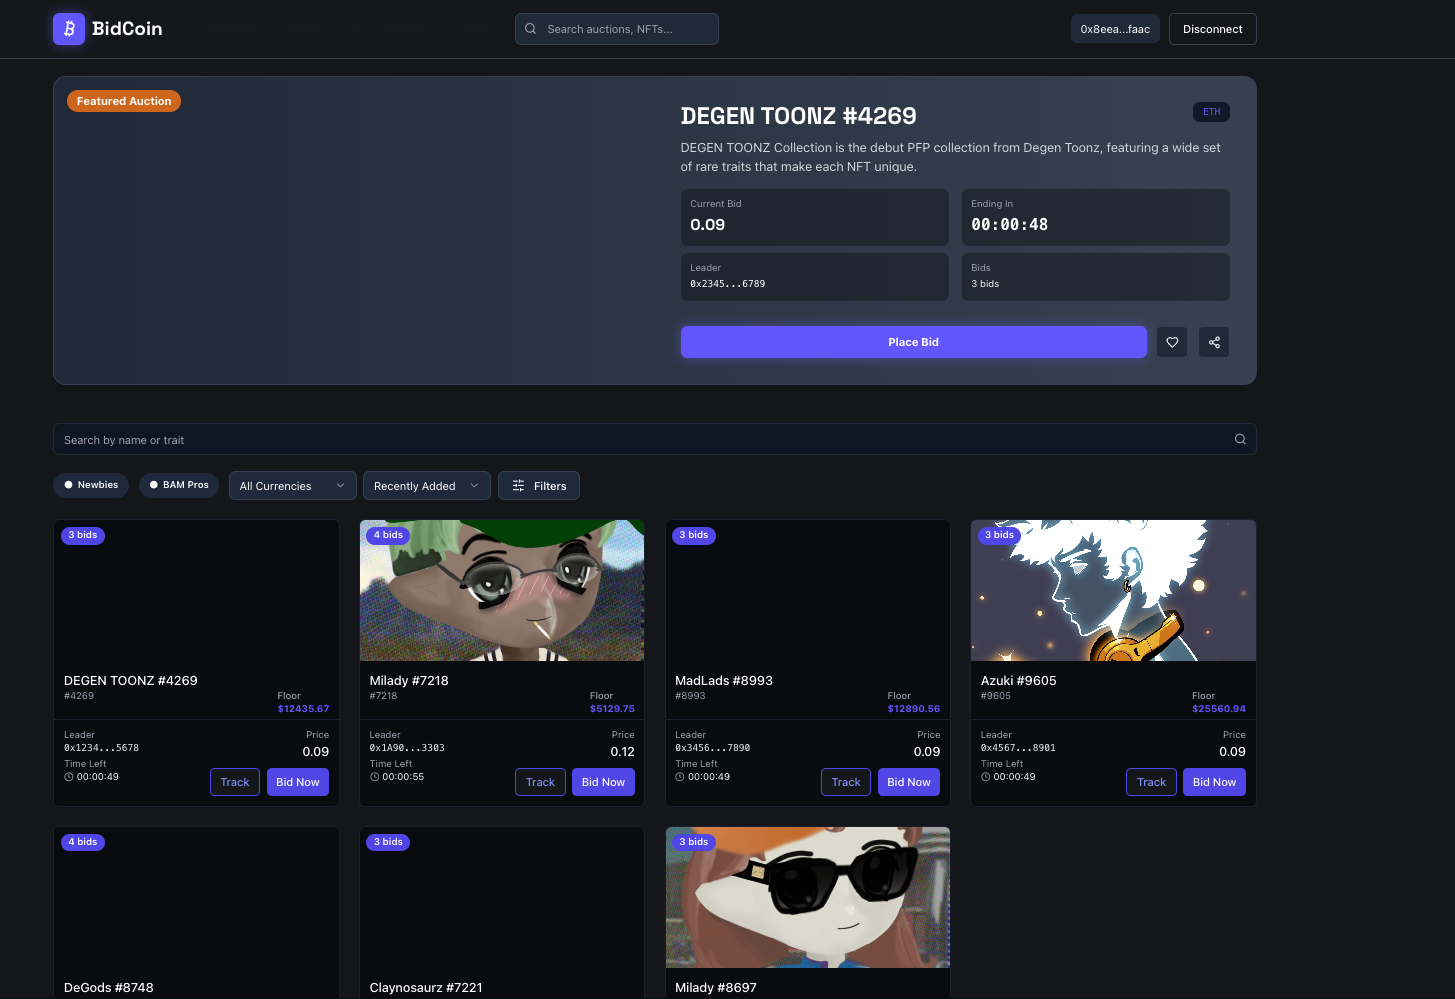 BidCoin
Search auctions, NFTs...
0x8eea...faac
Disconnect
Featured Auction
DEGEN TOONZ #4269
ETH
DEGEN TOONZ Collection is the debut PFP collection from Degen Toonz, featuring a wide set
of rare traits that make each NFT unique.
Current Bid
0.09
Ending In
00:00:48
Leader
0x2345...6789
Bids
3 bids
Place Bid
Search by name or trait
Newbies
BAM Pros
All Currencies
Recently Added
Filters
3 bids
DEGEN TOONZ #4269
#4269
Floor
$12435.67
Leader
0x1234...5678
Price
0.09
Time Left
00:00:49
Track
Bid Now
4 bids
Milady #7218
#7218
Floor
$5129.75
Leader
0x1A90...3303
Price
0.12
Time Left
00:00:55
Track
Bid Now
3 bids
MadLads #8993
#8993
Floor
$12890.56
Leader
0x3456...7890
Price
0.09
Time Left
00:00:49
Track
Bid Now
3 bids
Azuki #9605
#9605
Floor
$25560.94
Leader
0x4567...8901
Price
0.09
Time Left
00:00:49
Track
Bid Now
4 bids
DeGods #8748
3 bids
Claynosaurz #7221
3 bids
Milady #8697